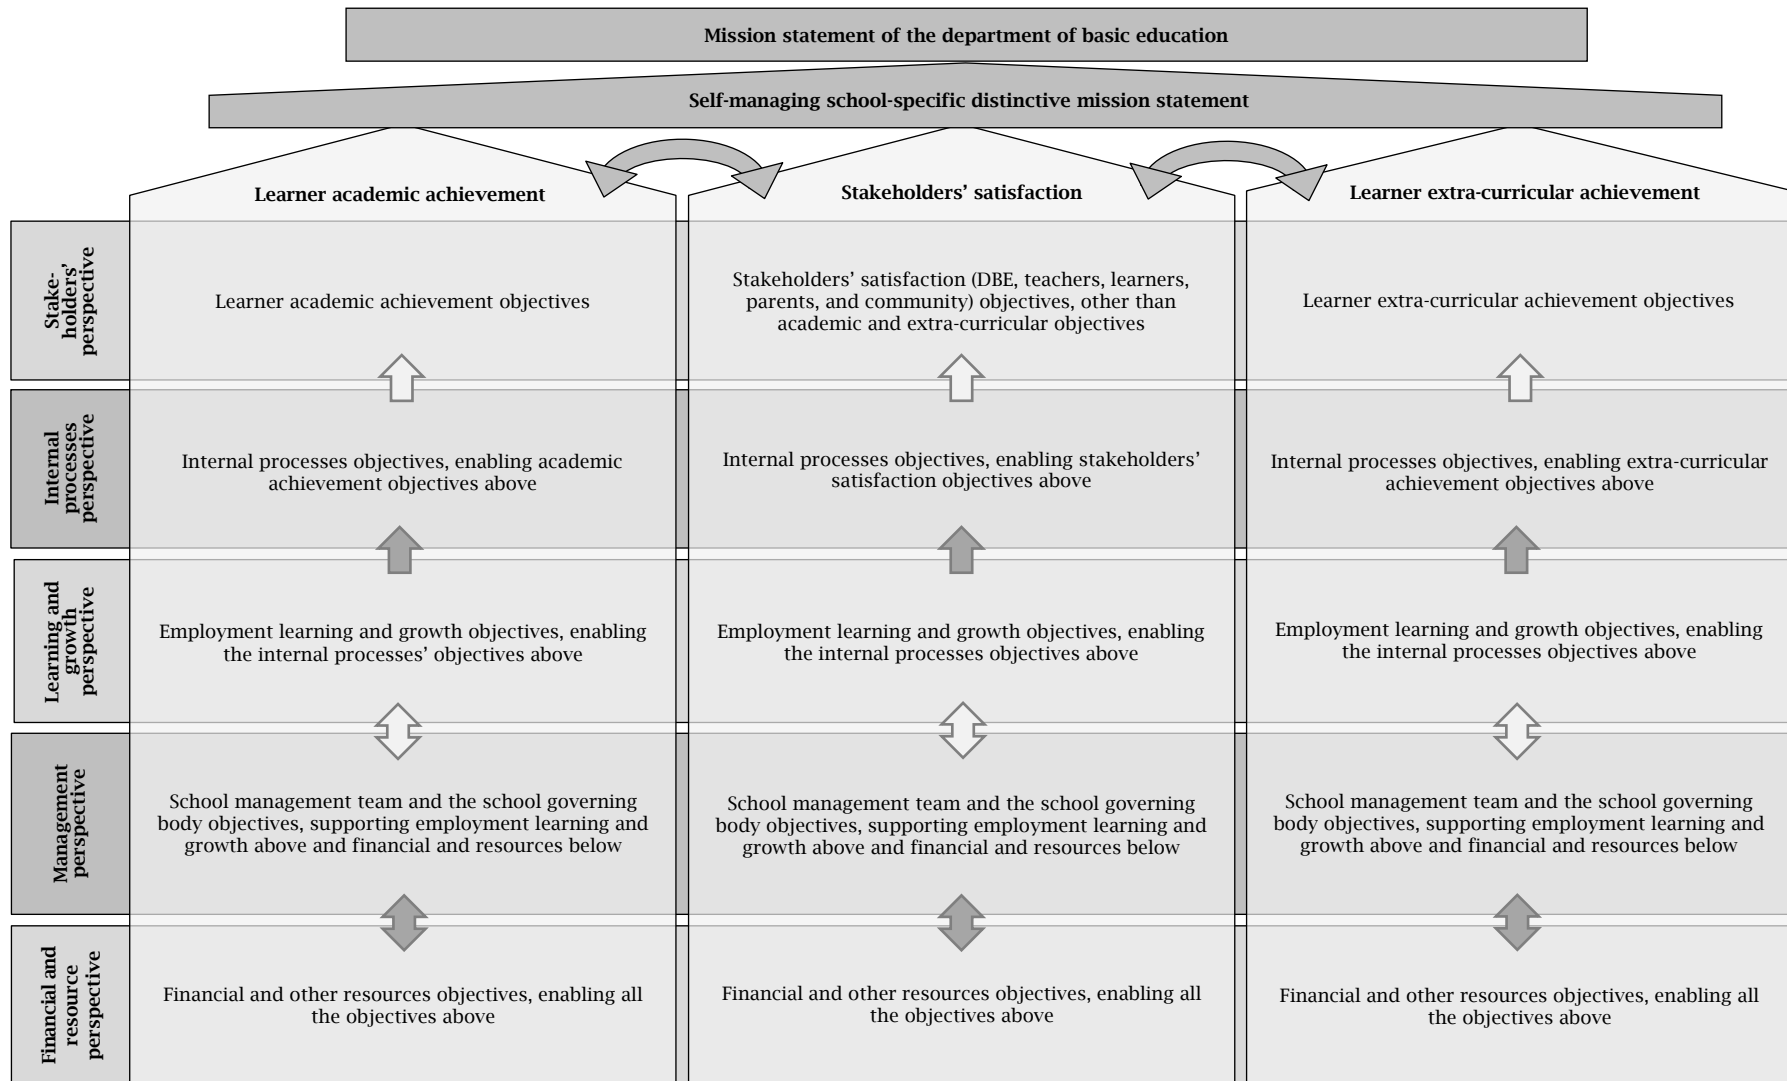 Mission statement of the department of basic education
Self-managing school-specific distinctive mission statement
Learner academic achievement
Stakeholders’ satisfaction
Learner extra-curricular achievement
Stake-
holders’
perspective
Learner academic achievement objectives
Stakeholders’ satisfaction (DBE, teachers, learners,
parents, and community) objectives, other than
academic and extra-curricular objectives
Learner extra-curricular achievement objectives
Internal
processes
perspective
Internal processes objectives, enabling academic
achievement objectives above
Internal processes objectives, enabling stakeholders’
satisfaction objectives above
Internal processes objectives, enabling extra-curricular
achievement objectives above
Learning and
growth
perspective
Employment learning and growth objectives, enabling
the internal processes’ objectives above
Employment learning and growth objectives, enabling
the internal processes objectives above
Employment learning and growth objectives, enabling
the internal processes objectives above
Management
perspective
School management team and the school governing
body objectives, supporting employment learning and
growth above and financial and resources below
School management team and the school governing
body objectives, supporting employment learning and
growth above and financial and resources below
School management team and the school governing
body objectives, supporting employment learning and
growth above and financial and resources below
Financial and
resource
perspective
Financial and other resources objectives, enabling all
the objectives above
Financial and other resources objectives, enabling all
the objectives above
Financial and other resources objectives, enabling all
the objectives above